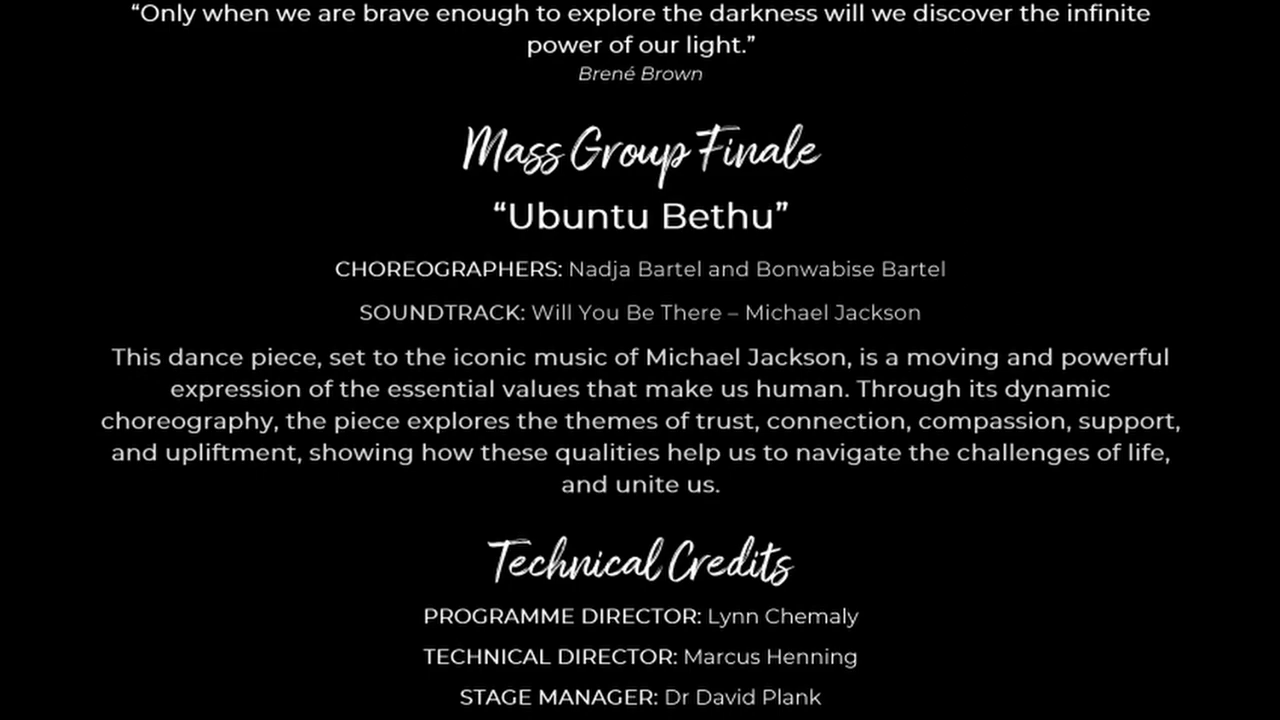 “Only when we are brave enough to explore the darkness will we discover the infinite
power of our light.”
Brené Brown
Mass Group Finale
“Ubuntu Bethu”
CHOREOGRAPHERS: Nadja Bartel and Bonwabise Bartel
SOUNDTRACK: Will You Be There – Michael Jackson
This dance piece, set to the iconic music of Michael Jackson, is a moving and powerful
expression of the essential values that make us human. Through its dynamic
choreography, the piece explores the themes of trust, connection, compassion, support,
and upliftment, showing how these qualities help us to navigate the challenges of life,
and unite us.
Technical Credits
PROGRAMME DIRECTOR: Lynn Chemaly
TECHNICAL DIRECTOR: Marcus Henning
STAGE MANAGER: Dr David Plank